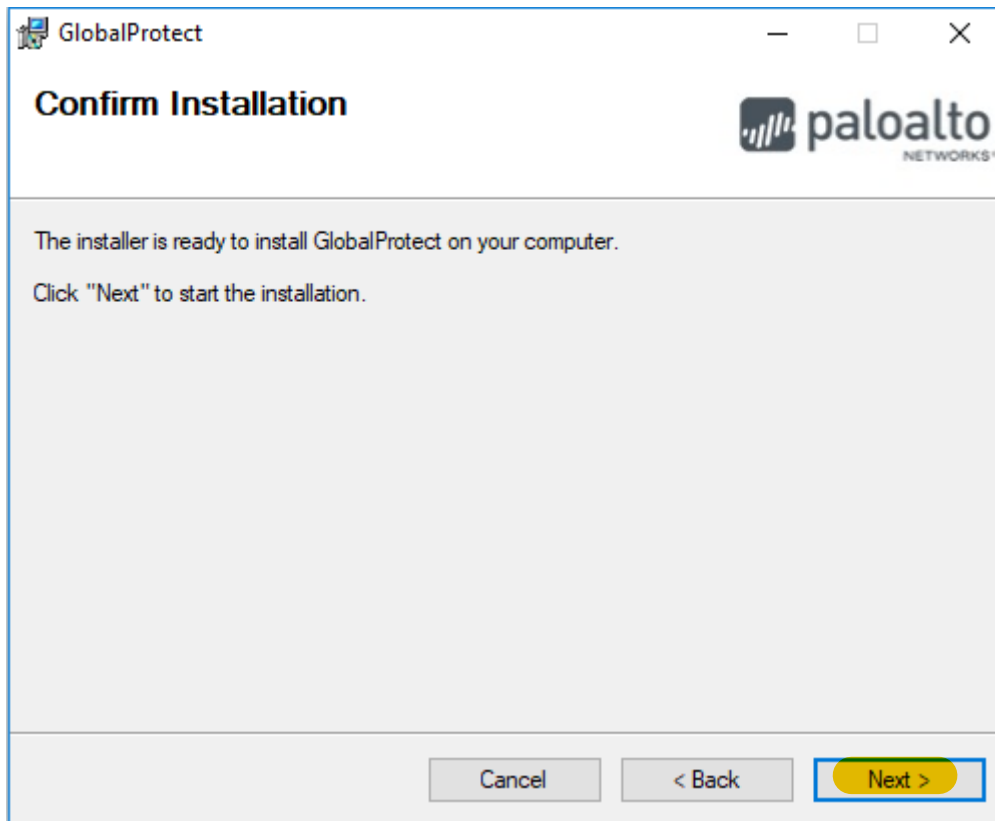 GlobalProtect
Confirm Installation
paloalto
NETWORKS
The installer is ready to install GlobalProtect on your computer.
Click "Next" to start the installation.
Cancel
< Back
Next >